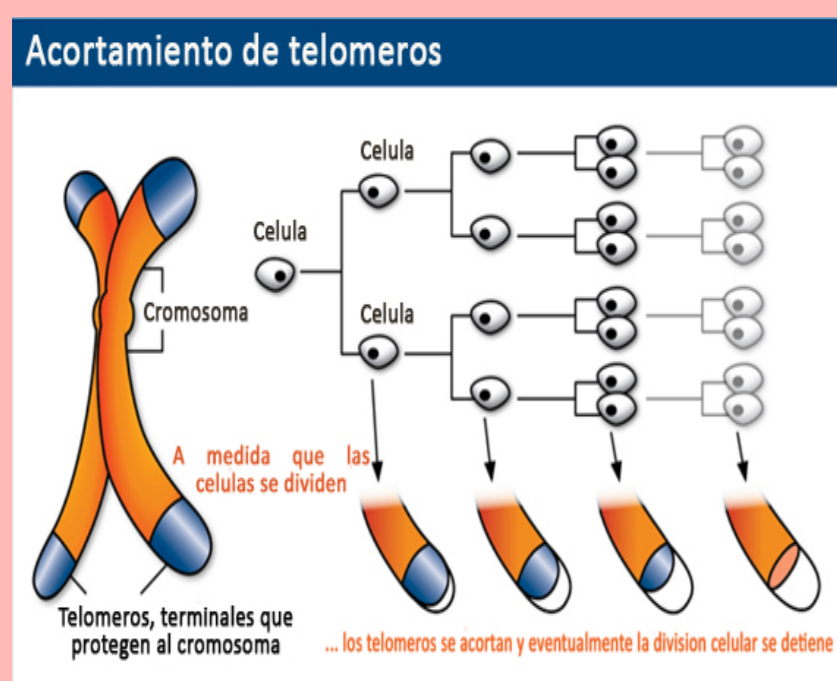 Acortamiento de telomeros
Celula
Celula
Cromosoma
Celula
A medida que las
celulas se dividen
Telomeros, terminales que
protegen al cromosoma
... los telomeros se acortan y eventualmente la division celular se detiene